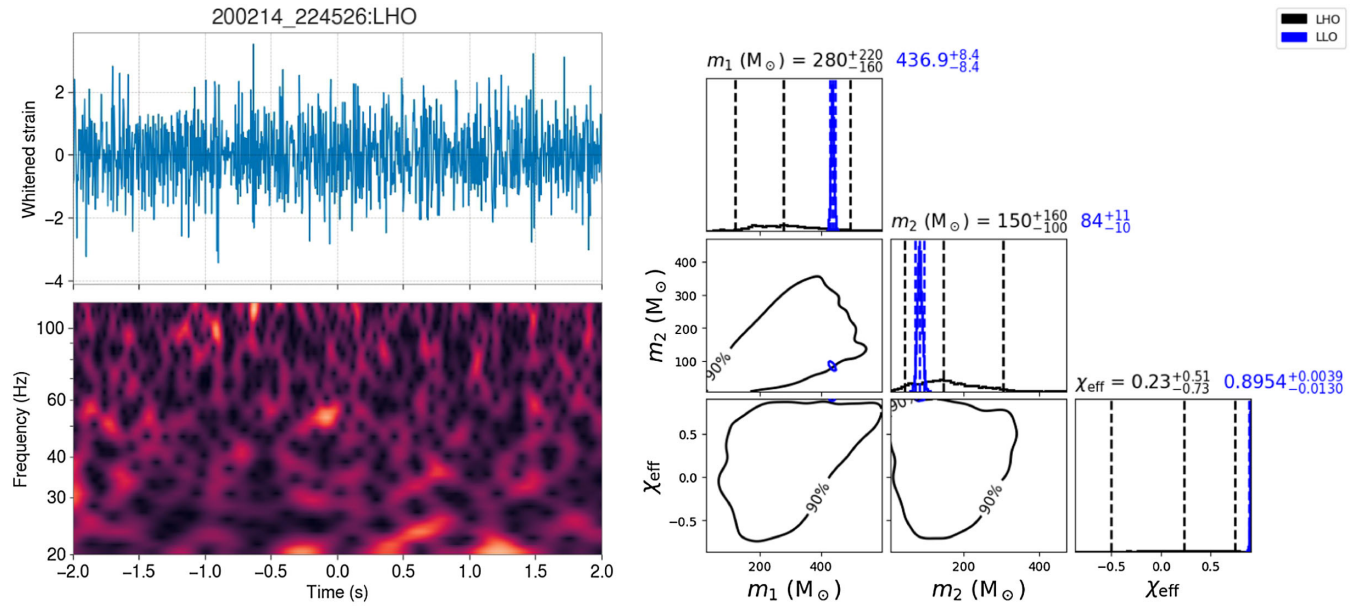 200214_224526:LHO
Whitened strain
2
0
−2
−4
Frequency (Hz)
100
60
40
30
20
−2.0 −1.5 −1.0 −0.5 0.0 0.5 1.0 1.5 2.0
Time (s)
LHO
LLO
m₁ (M⊙) = 280⁺²²⁰₋₁₆₀ 436.9⁺⁸·⁴₋₈.₄
m₂ (M⊙) = 150⁺¹⁶⁰₋₁₀₀ 84⁺¹¹₋₁₀
χeff = 0.23⁺⁰·⁵¹₋₀.₇₃ 0.8954⁺⁰·⁰⁰³⁹₋₀.₀₁₃₀
m₂ (M⊙)
400
300
200
100
90%
χeff
0.5
0.0
−0.5
90%
90%
90%
200 400
m₁ (M⊙)
200 400
m₂ (M⊙)
−0.5 0.0 0.5
χeff